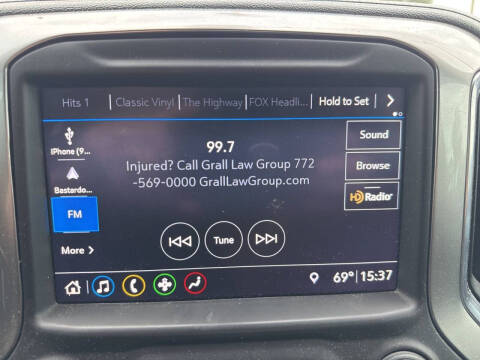 Hits 1 | Classic Vinyl | The Highway | FOX Headli... | Hold to Set
iPhone (9...
Bastardo...
FM
More
99.7
Injured? Call Grall Law Group 772
-569-0000 GrallLawGroup.com
Tune
Sound
Browse
HD Radio
69° 15:37